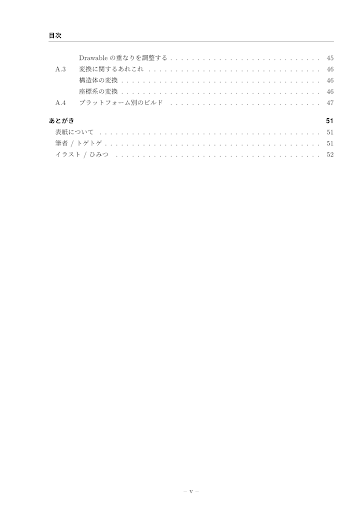 目次
Drawable の重なりを調整する . . . . . . . . . . . . . . . . . . . . . . . . . . . 45
A.3 変換に関するあれこれ . . . . . . . . . . . . . . . . . . . . . . . . . . . . . . . 46
構造体の変換 . . . . . . . . . . . . . . . . . . . . . . . . . . . . . . . . . . . . 46
座標系の変換 . . . . . . . . . . . . . . . . . . . . . . . . . . . . . . . . . . . . 46
A.4 プラットフォーム別のビルド . . . . . . . . . . . . . . . . . . . . . . . . . . . 47
あとがき 51
表紙について . . . . . . . . . . . . . . . . . . . . . . . . . . . . . . . . . . . . . . . 51
筆者 / トゲトゲ . . . . . . . . . . . . . . . . . . . . . . . . . . . . . . . . . . . . . . 51
イラスト / ひみつ . . . . . . . . . . . . . . . . . . . . . . . . . . . . . . . . . . . . 52
– v –